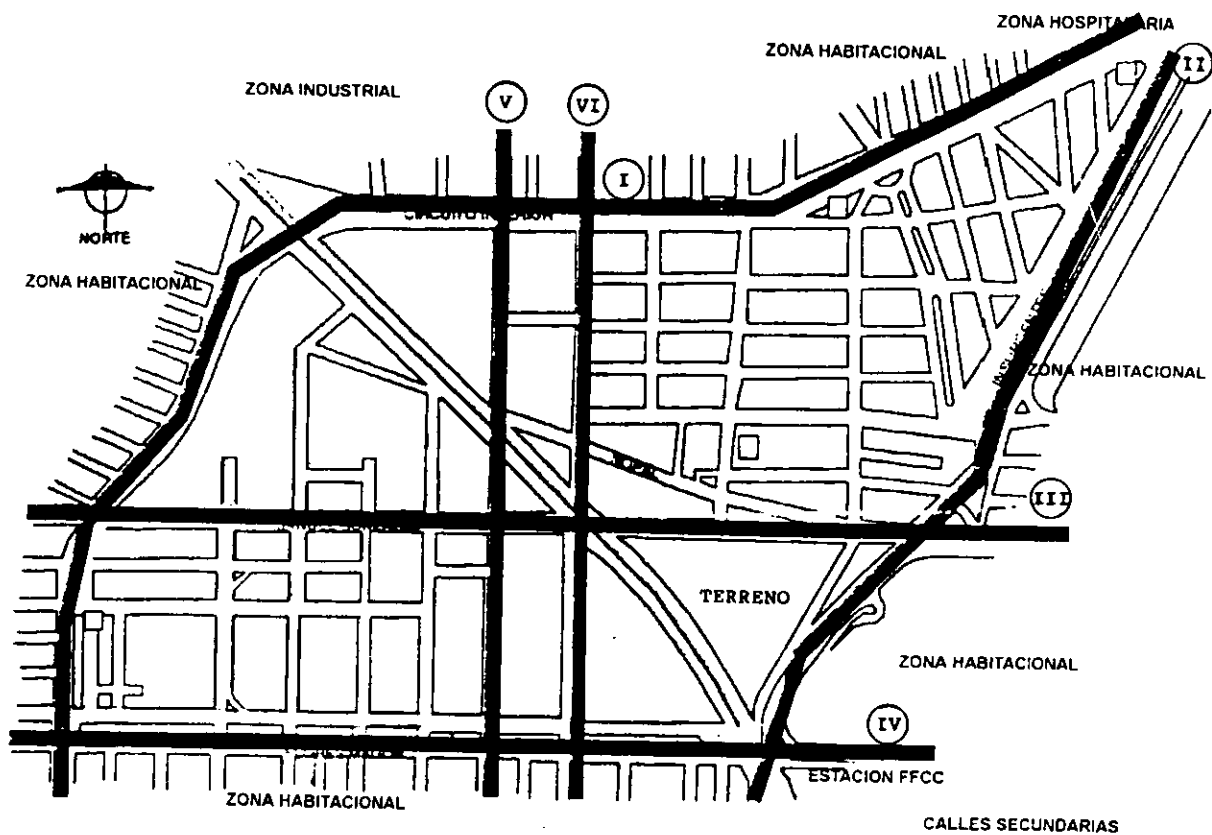 ZONA HOSPITALARIA
ZONA HABITACIONAL
II
ZONA INDUSTRIAL
V
VI
I
NORTE
ZONA HABITACIONAL
ZONA HABITACIONAL
III
TERRENO
ZONA HABITACIONAL
IV
ESTACION FFCC
ZONA HABITACIONAL
CALLES SECUNDARIAS